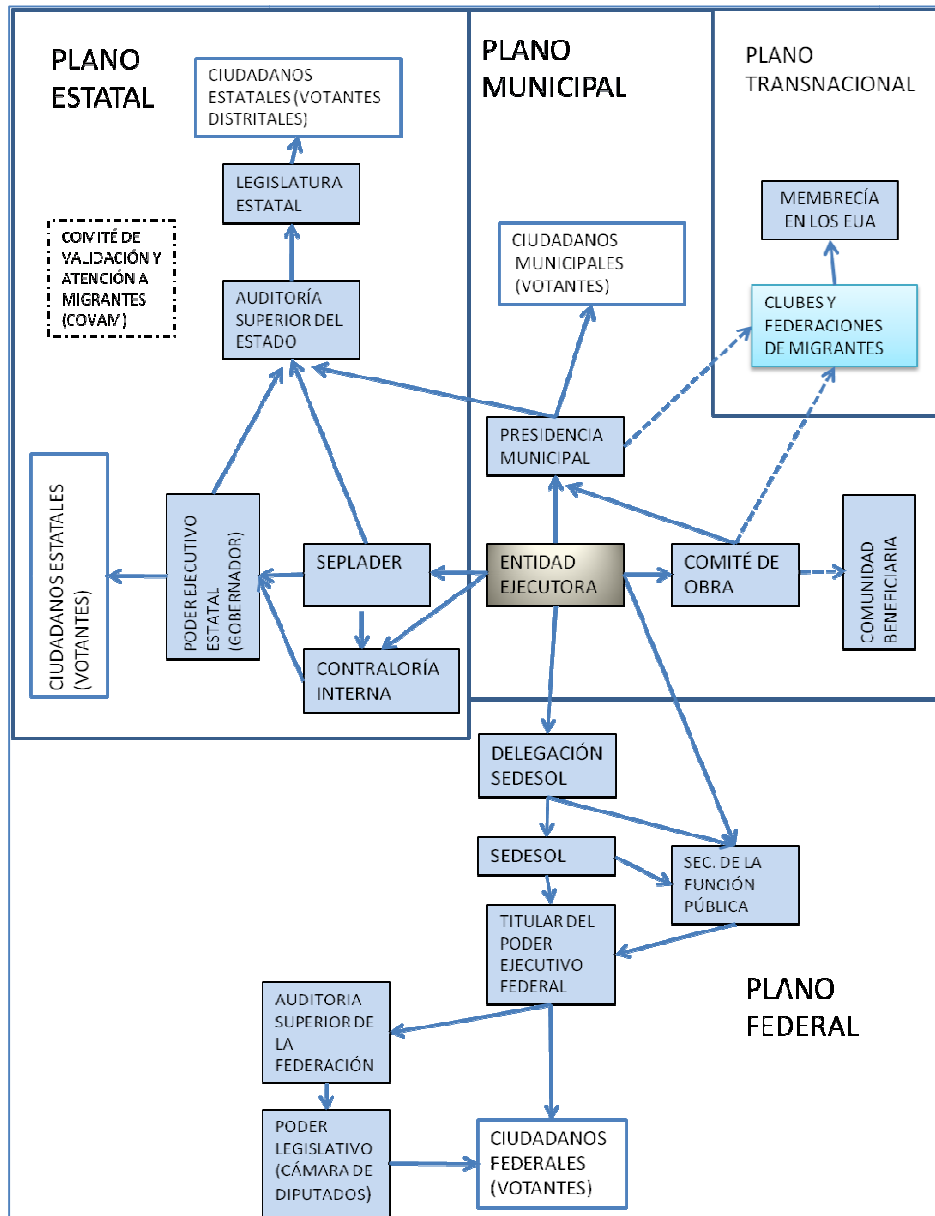 PLANO
ESTATAL
CIUDADANOS
ESTATALES (VOTANTES
DISTRITALES)
LEGISLATURA
ESTATAL
COMITÉ DE
VALIDACIÓN Y
ATENCIÓN A
MIGRANTES
(COVAM)
AUDITORÍA
SUPERIOR DEL
ESTADO
CIUDADANOS ESTATALES
(VOTANTES)
PODER EJECUTIVO
ESTATAL
(GOBERNADOR)
SEPLADER
CONTRALORÍA
INTERNA
PLANO
MUNICIPAL
CIUDADANOS
MUNICIPALES
(VOTANTES)
PRESIDENCIA
MUNICIPAL
ENTIDAD
EJECUTORA
COMITÉ DE
OBRA
COMUNIDAD
BENEFICIARIA
PLANO
TRANSNACIONAL
MEMBRECÍA
EN LOS EUA
CLUBES Y
FEDERACIONES
DE MIGRANTES
DELEGACIÓN
SEDESOL
SEDESOL
SEC. DE LA
FUNCIÓN
PÚBLICA
TITULAR DEL
PODER
EJECUTIVO
FEDERAL
PLANO
FEDERAL
AUDITORIA
SUPERIOR DE
LA
FEDERACIÓN
PODER
LEGISLATIVO
(CÁMARA DE
DIPUTADOS)
CIUDADANOS
FEDERALES
(VOTANTES)